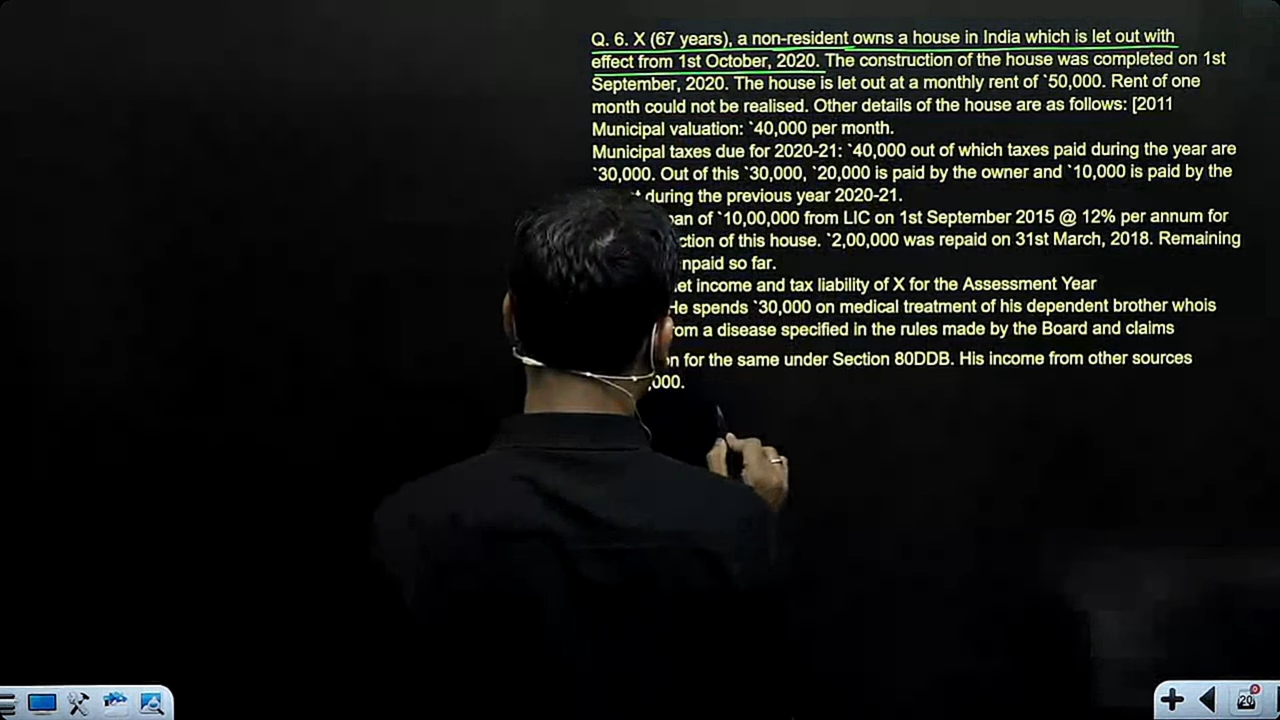 Q. 6. X (67 years), a non-resident owns a house in India which is let out with
effect from 1st October, 2020. The construction of the house was completed on 1st
September, 2020. The house is let out at a monthly rent of `50,000. Rent of one
month could not be realised. Other details of the house are as follows: [2011
Municipal valuation: `40,000 per month.
Municipal taxes due for 2020-21: `40,000 out of which taxes paid during the year are
`30,000. Out of this `30,000, `20,000 is paid by the owner and `10,000 is paid by the
during the previous year 2020-21.
of `10,00,000 from LIC on 1st September 2015 @ 12% per annum for
of this house. `2,00,000 was repaid on 31st March, 2018. Remaining
so far.
income and tax liability of X for the Assessment Year
He spends `30,000 on medical treatment of his dependent brother whois
a disease specified in the rules made by the Board and claims
for the same under Section 80DDB. His income from other sources
20